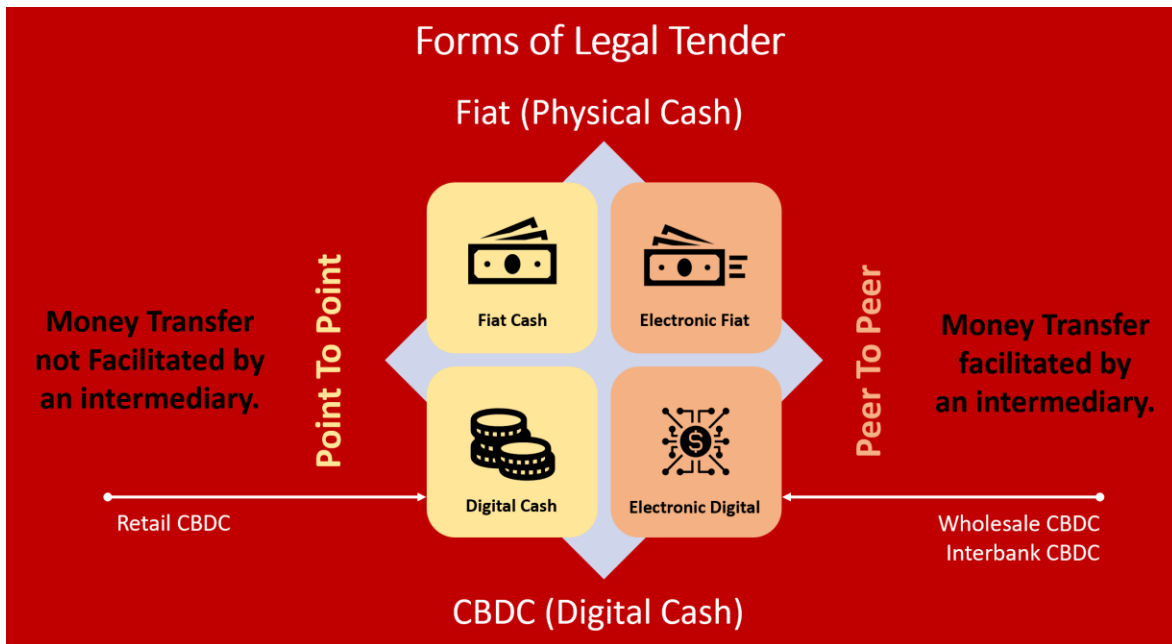 Forms of Legal Tender
Fiat (Physical Cash)
Money Transfer
not Facilitated by
an intermediary.
Point To Point
Fiat Cash
Electronic Fiat
Digital Cash
Electronic Digital
Peer To Peer
Money Transfer
facilitated by
an intermediary.
Retail CBDC
Wholesale CBDC
Interbank CBDC
CBDC (Digital Cash)